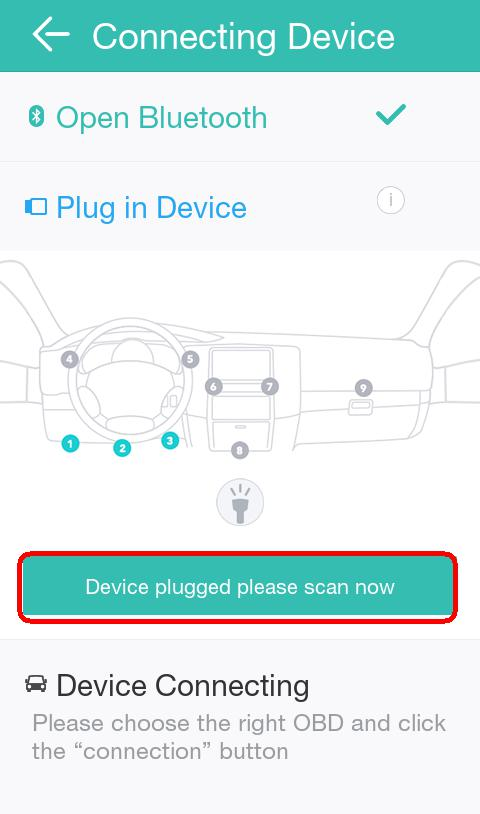 Connecting Device
Open Bluetooth
Plug in Device
i
4
5
6
7
9
1
2
3
8
Device plugged please scan now
Device Connecting
Please choose the right OBD and click
the “connection” button